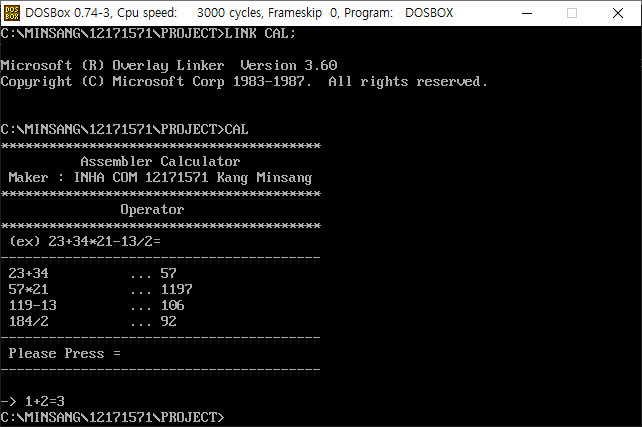 DOS BOX DOSBox 0.74-3, Cpu speed: 3000 cycles, Frameskip 0, Program: DOSBOX
C:\MINSANG\12171571\PROJECT>LINK CAL;
Microsoft (R) Overlay Linker Version 3.60
Copyright (C) Microsoft Corp 1983-1987. All rights reserved.
C:\MINSANG\12171571\PROJECT>CAL
****************************************
Assembler Calculator
Maker : INHA COM 12171571 Kang Minsang
****************************************
Operator
****************************************
(ex) 23+34*21-13/2=
----------------------------------------
23+34 ... 57
57*21 ... 1197
119-13 ... 106
184/2 ... 92
----------------------------------------
Please Press =
----------------------------------------
-> 1+2=3
C:\MINSANG\12171571\PROJECT>